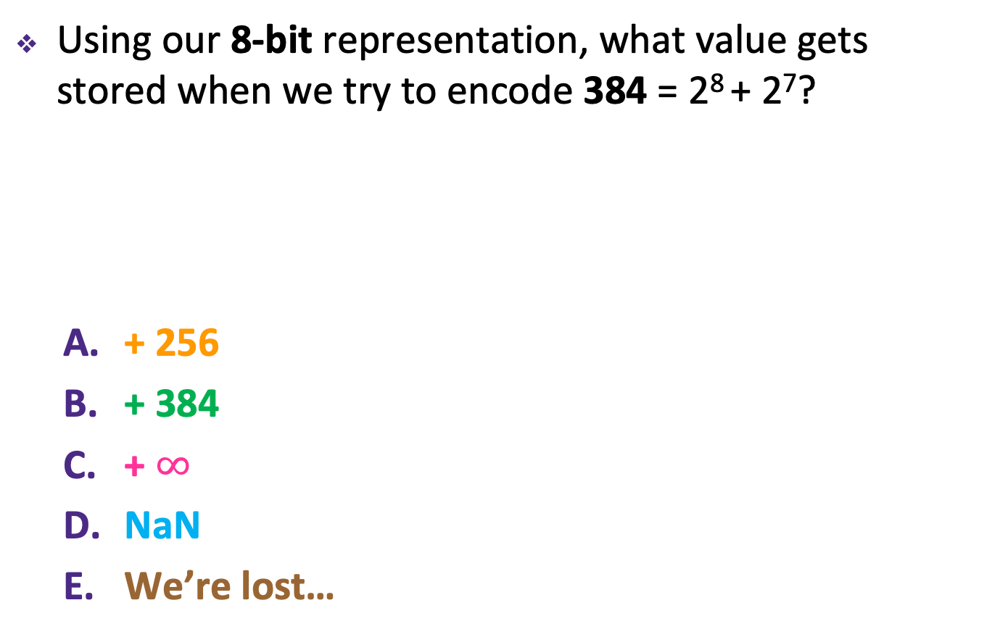 ❖ Using our 8-bit representation, what value gets
stored when we try to encode 384 = 2⁸ + 2⁷?
A. + 256
B. + 384
C. + ∞
D. NaN
E. We’re lost…